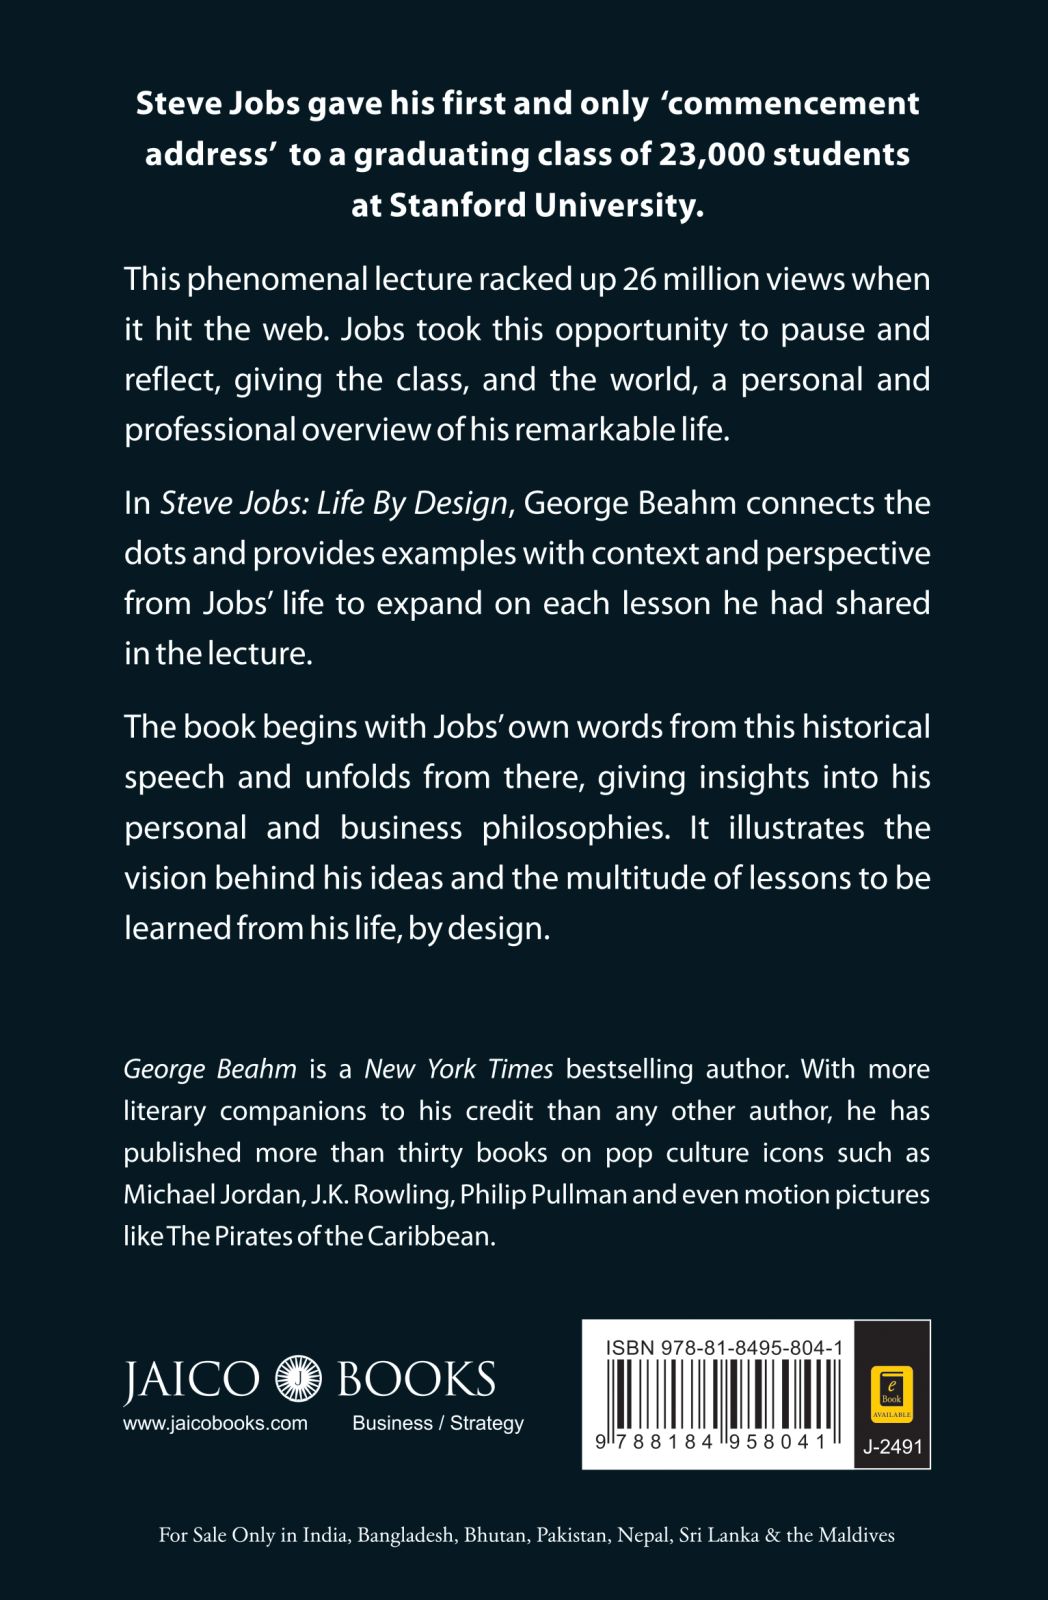 Steve Jobs gave his first and only ‘commencement
address’ to a graduating class of 23,000 students
at Stanford University.
This phenomenal lecture racked up 26 million views when
it hit the web. Jobs took this opportunity to pause and
reflect, giving the class, and the world, a personal and
professional overview of his remarkable life.
In Steve Jobs: Life By Design, George Beahm connects the
dots and provides examples with context and perspective
from Jobs’ life to expand on each lesson he had shared
in the lecture.
The book begins with Jobs’ own words from this historical
speech and unfolds from there, giving insights into his
personal and business philosophies. It illustrates the
vision behind his ideas and the multitude of lessons to be
learned from his life, by design.
George Beahm is a New York Times bestselling author. With more
literary companions to his credit than any other author, he has
published more than thirty books on pop culture icons such as
Michael Jordan, J.K. Rowling, Philip Pullman and even motion pictures
like The Pirates of the Caribbean.
JAICO J BOOKS
www.jaicobooks.com Business / Strategy
ISBN 978-81-8495-804-1
9 788184 958041
e
Book
AVAILABLE
J-2491
For Sale Only in India, Bangladesh, Bhutan, Pakistan, Nepal, Sri Lanka & the Maldives